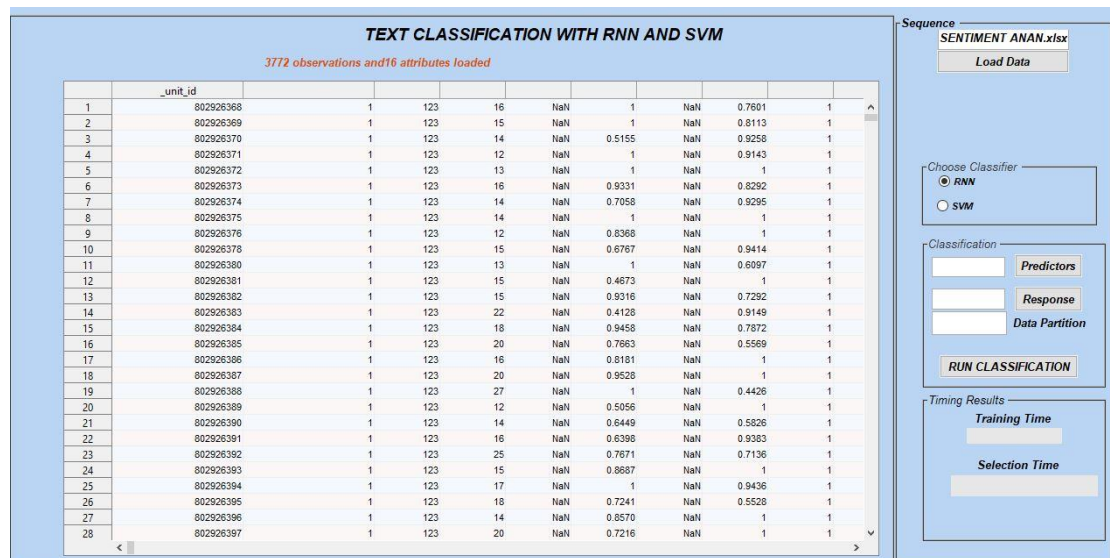 TEXT CLASSIFICATION WITH RNN AND SVM
3772 observations and16 attributes loaded
_unit_id
1 802926368 1 123 16 NaN 1 NaN 0.7601 1
2 802926369 1 123 15 NaN 1 NaN 0.8113 1
3 802926370 1 123 14 NaN 0.5155 NaN 0.9258 1
4 802926371 1 123 12 NaN 1 NaN 0.9143 1
5 802926372 1 123 13 NaN 1 NaN 1 1
6 802926373 1 123 16 NaN 0.9331 NaN 0.8292 1
7 802926374 1 123 14 NaN 0.7058 NaN 0.9295 1
8 802926375 1 123 14 NaN 1 NaN 1 1
9 802926376 1 123 12 NaN 0.8368 NaN 1 1
10 802926378 1 123 15 NaN 0.6767 NaN 0.9414 1
11 802926380 1 123 13 NaN 1 NaN 0.6097 1
12 802926381 1 123 15 NaN 0.4673 NaN 1 1
13 802926382 1 123 15 NaN 0.9316 NaN 0.7292 1
14 802926383 1 123 22 NaN 0.4128 NaN 0.9149 1
15 802926384 1 123 18 NaN 0.9458 NaN 0.7872 1
16 802926385 1 123 20 NaN 0.7663 NaN 0.5569 1
17 802926386 1 123 16 NaN 0.8181 NaN 1 1
18 802926387 1 123 20 NaN 0.9528 NaN 1 1
19 802926388 1 123 27 NaN 1 NaN 0.4426 1
20 802926389 1 123 12 NaN 0.5056 NaN 1 1
21 802926390 1 123 14 NaN 0.6449 NaN 0.5826 1
22 802926391 1 123 16 NaN 0.6398 NaN 0.9383 1
23 802926392 1 123 25 NaN 0.7671 NaN 0.7136 1
24 802926393 1 123 15 NaN 0.8687 NaN 1 1
25 802926394 1 123 17 NaN 1 NaN 0.9436 1
26 802926395 1 123 18 NaN 0.7241 NaN 0.5528 1
27 802926396 1 123 14 NaN 0.8570 NaN 1 1
28 802926397 1 123 20 NaN 0.7216 NaN 1 1
Sequence
SENTIMENT ANAN.xlsx
Load Data
Choose Classifier
RNN
SVM
Classification
Predictors
Response
Data Partition
RUN CLASSIFICATION
Timing Results
Training Time
Selection Time